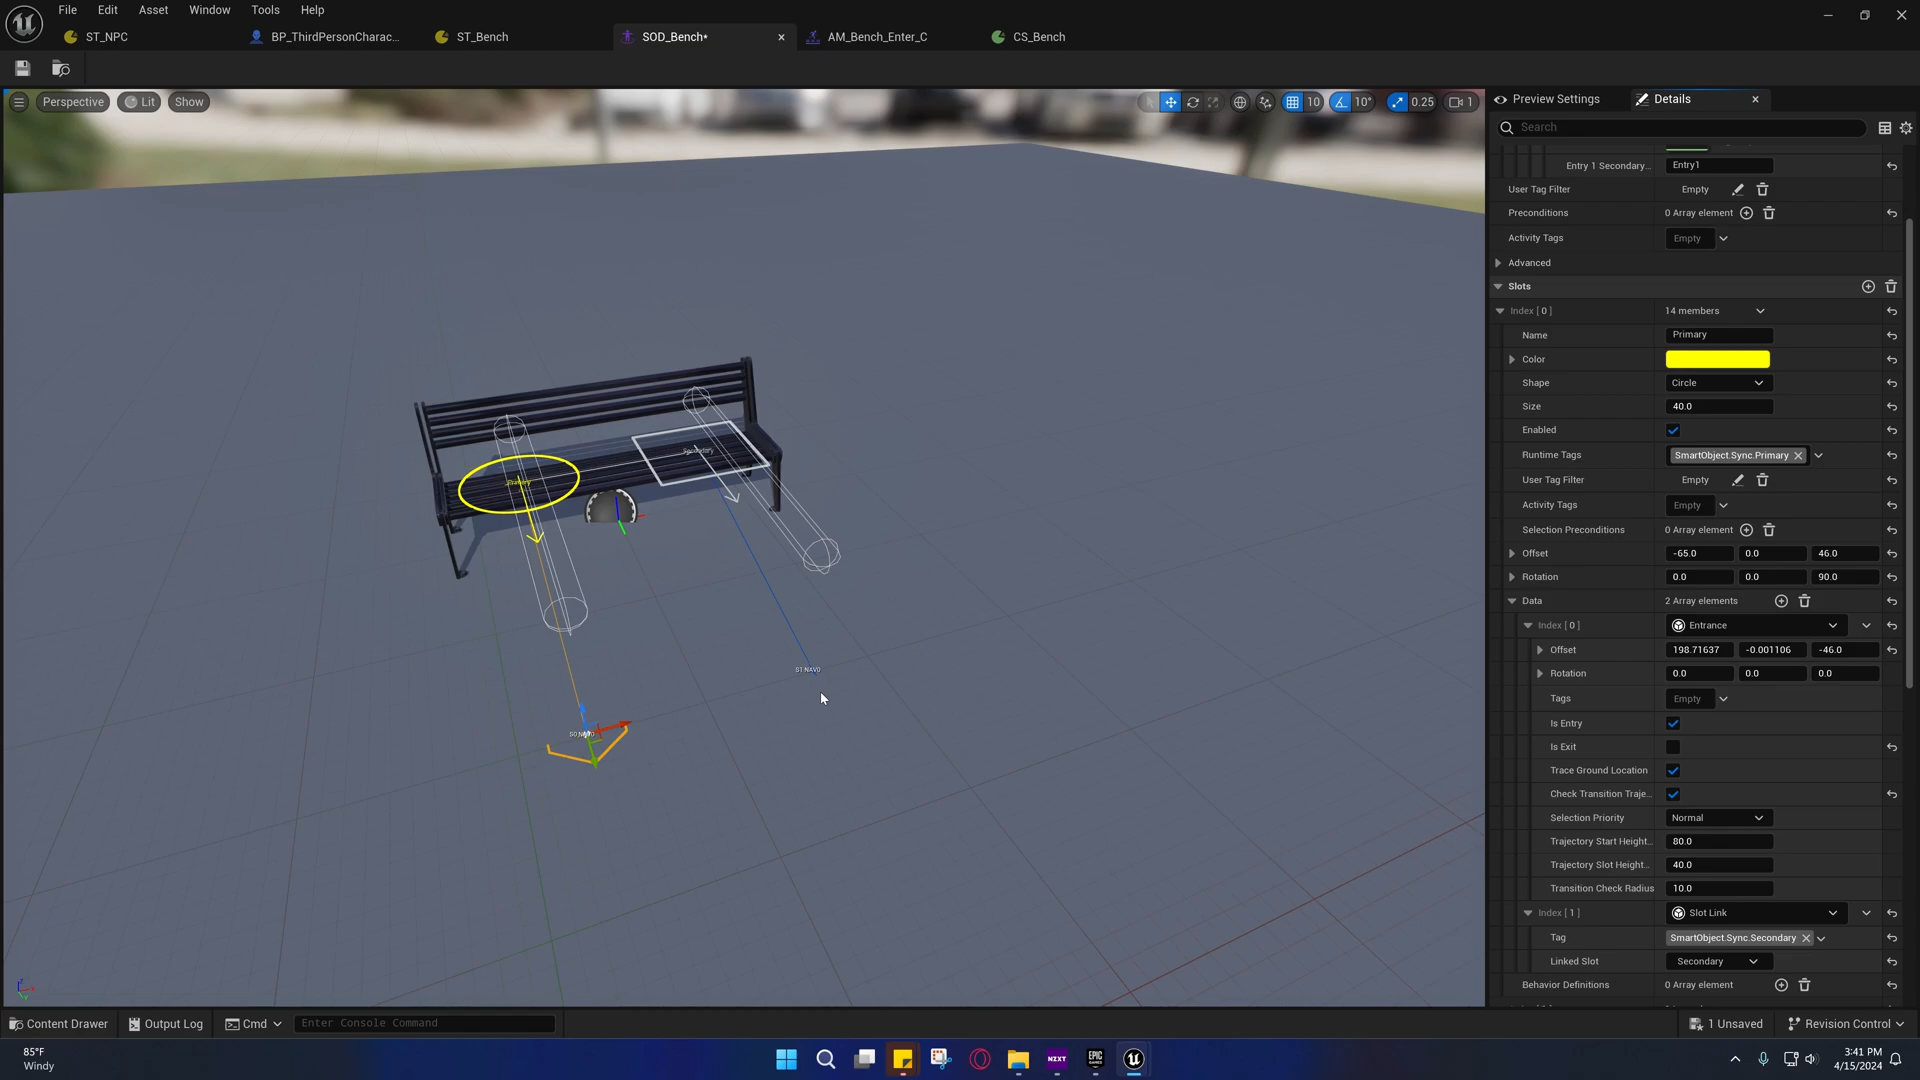 File Edit Window Asset Tools Help
ST_NPC BP_ThirdPersonCharac... ST_Bench SOD_Bench* AM_Bench_Enter_C CS_Bench
Perspective Lit Show 10 10° 0.25 1
Preview Settings Details
Search
Entry 1 Secondary... Entry1
User Tag Filter Empty
Preconditions 0 Array element
Activity Tags Empty
Advanced
Slots
Index [ 0 ] 14 members
Name Primary
Color
Shape Circle
Size 40.0
Enabled
Runtime Tags SmartObject.Sync.Primary
User Tag Filter Empty
Activity Tags Empty
Selection Preconditions 0 Array element
Offset -65.0 0.0 46.0
Rotation 0.0 0.0 90.0
Data 2 Array elements
Index [ 0 ] Entrance
Offset 198.71637 -0.001106 -46.0
Rotation 0.0 0.0 0.0
Tags Empty
Is Entry
Is Exit
Trace Ground Location
Check Transition Traje...
Selection Priority Normal
Trajectory Start Height... 80.0
Trajectory Slot Height... 40.0
Transition Check Radius 10.0
Index [ 1 ] Slot Link
Tag SmartObject.Sync.Secondary
Linked Slot Secondary
Behavior Definitions 0 Array element
Secondary
Primary
S1 NAV0
Content Drawer Output Log Cmd Enter Console Command 1 Unsaved Revision Control
85°F
Windy
NZXT
EPIC GAMES
3:41 PM
4/15/2024